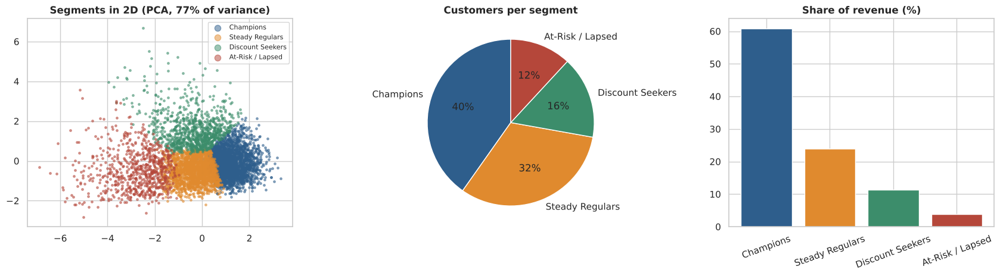 Segments in 2D (PCA, 77% of variance)
Champions
Steady Regulars
Discount Seekers
At-Risk / Lapsed
6
4
2
0
−2
−6
−4
−2
0
2
Customers per segment
At-Risk / Lapsed
12%
Discount Seekers
16%
Champions
40%
32%
Steady Regulars
Share of revenue (%)
60
50
40
30
20
10
0
Champions
Steady Regulars
Discount Seekers
At-Risk / Lapsed